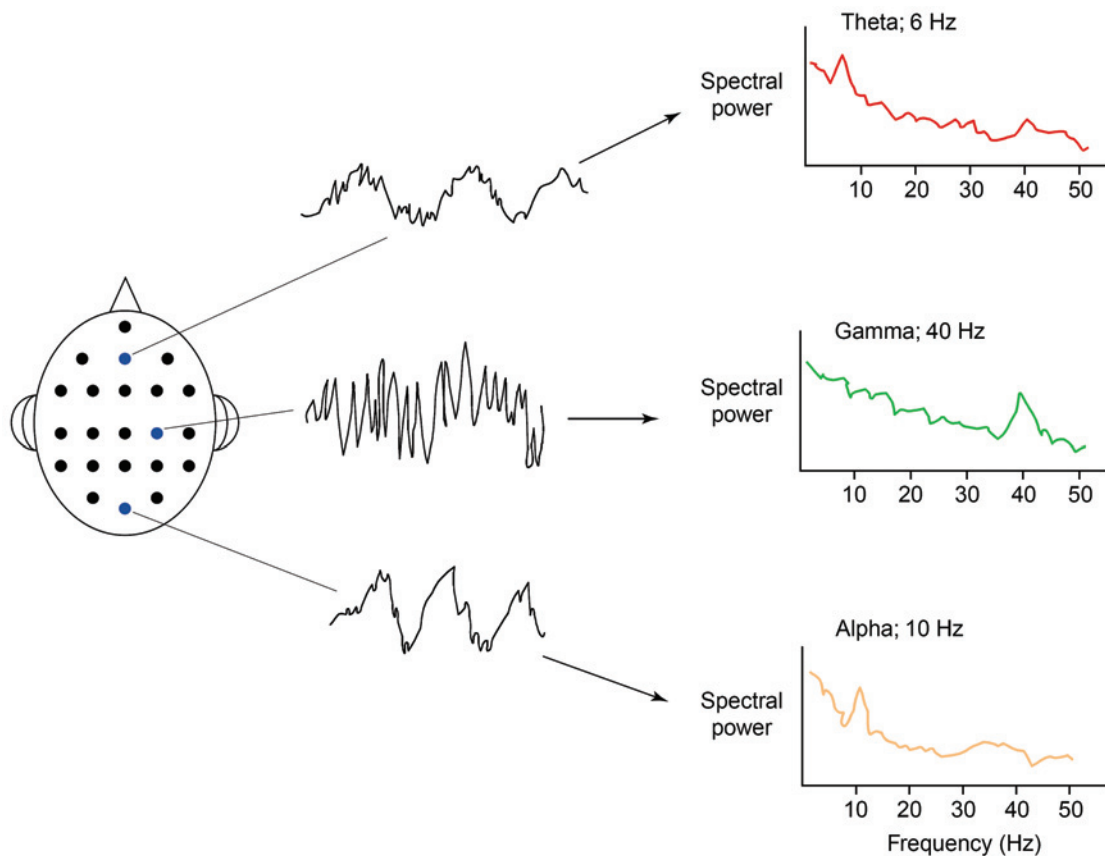 Theta; 6 Hz
Spectral
power
10 20 30 40 50
Gamma; 40 Hz
Spectral
power
10 20 30 40 50
Alpha; 10 Hz
Spectral
power
10 20 30 40 50
Frequency (Hz)